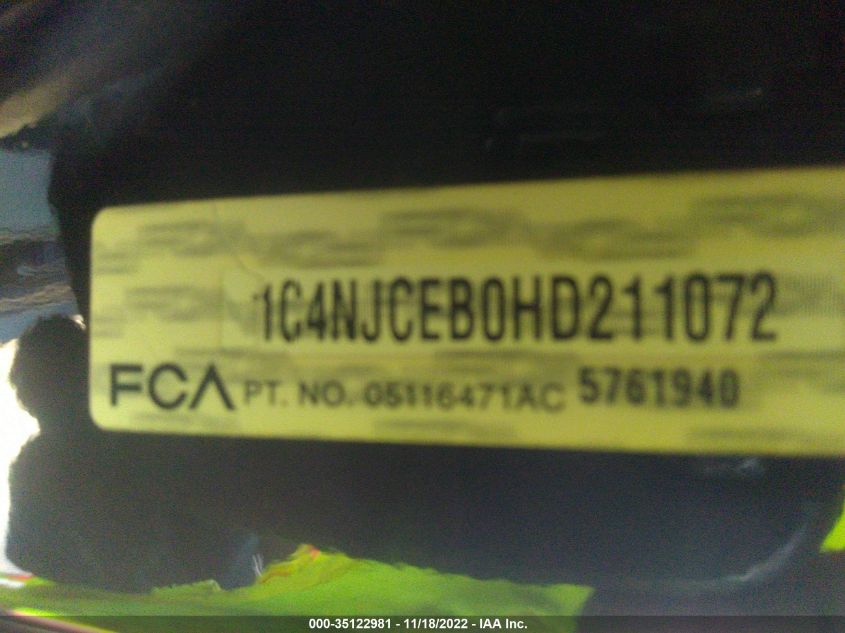 1C4NJCEB0HD211072
FCA PT. NO. 05116471AC 5761940
000-35122981 - 11/18/2022 - IAA Inc.